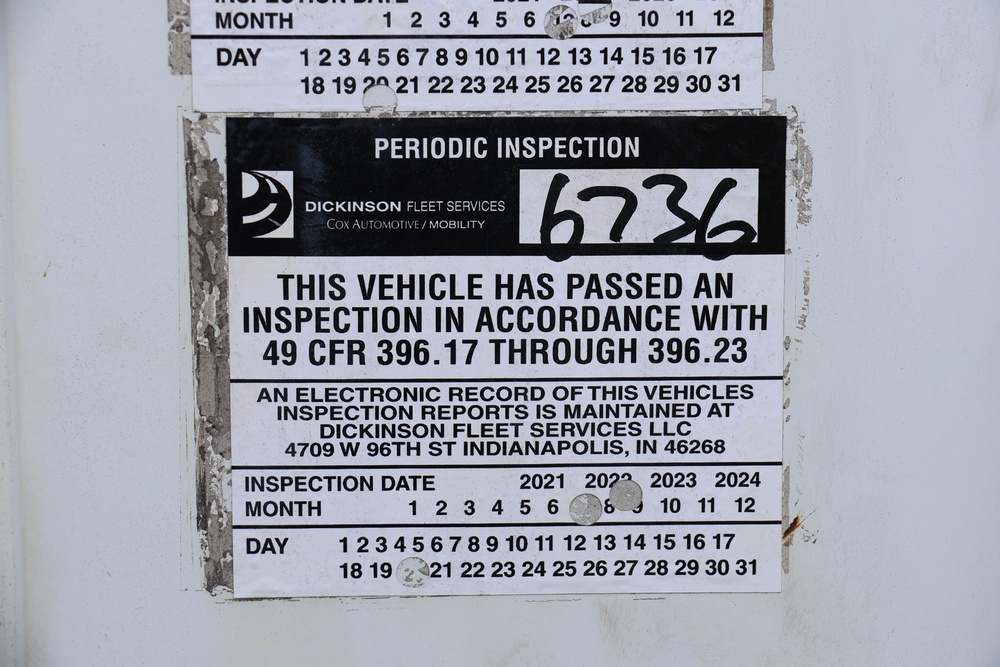 MONTH 1 2 3 4 5 6 8 9 10 11 12
DAY 1 2 3 4 5 6 7 8 9 10 11 12 13 14 15 16 17
18 19 20 21 22 23 24 25 26 27 28 29 30 31
PERIODIC INSPECTION
DICKINSON FLEET SERVICES
COX AUTOMOTIVE / MOBILITY
6736
THIS VEHICLE HAS PASSED AN
INSPECTION IN ACCORDANCE WITH
49 CFR 396.17 THROUGH 396.23
AN ELECTRONIC RECORD OF THIS VEHICLES
INSPECTION REPORTS IS MAINTAINED AT
DICKINSON FLEET SERVICES LLC
4709 W 96TH ST INDIANAPOLIS, IN 46268
INSPECTION DATE 2021 2022 2023 2024
MONTH 1 2 3 4 5 6 8 9 10 11 12
DAY 1 2 3 4 5 6 7 8 9 10 11 12 13 14 15 16 17
18 19 21 22 23 24 25 26 27 28 29 30 31